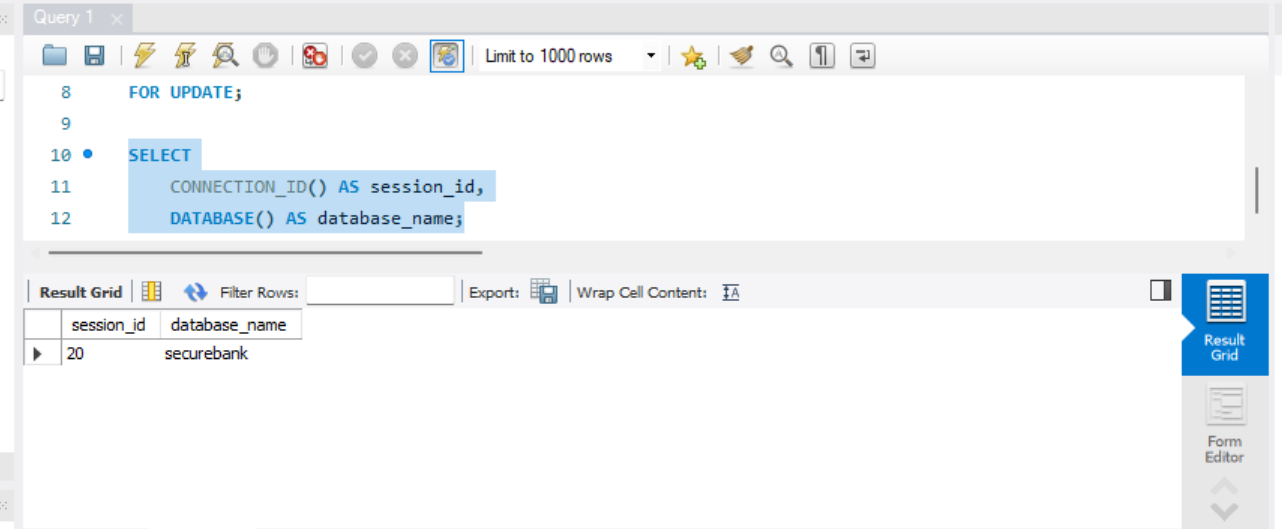 Query 1
Limit to 1000 rows
8 FOR UPDATE;
9
10 SELECT
11 CONNECTION_ID() AS session_id,
12 DATABASE() AS database_name;
Result Grid Filter Rows: Export: Wrap Cell Content:
session_id database_name
20 securebank
Result
Grid
Form
Editor